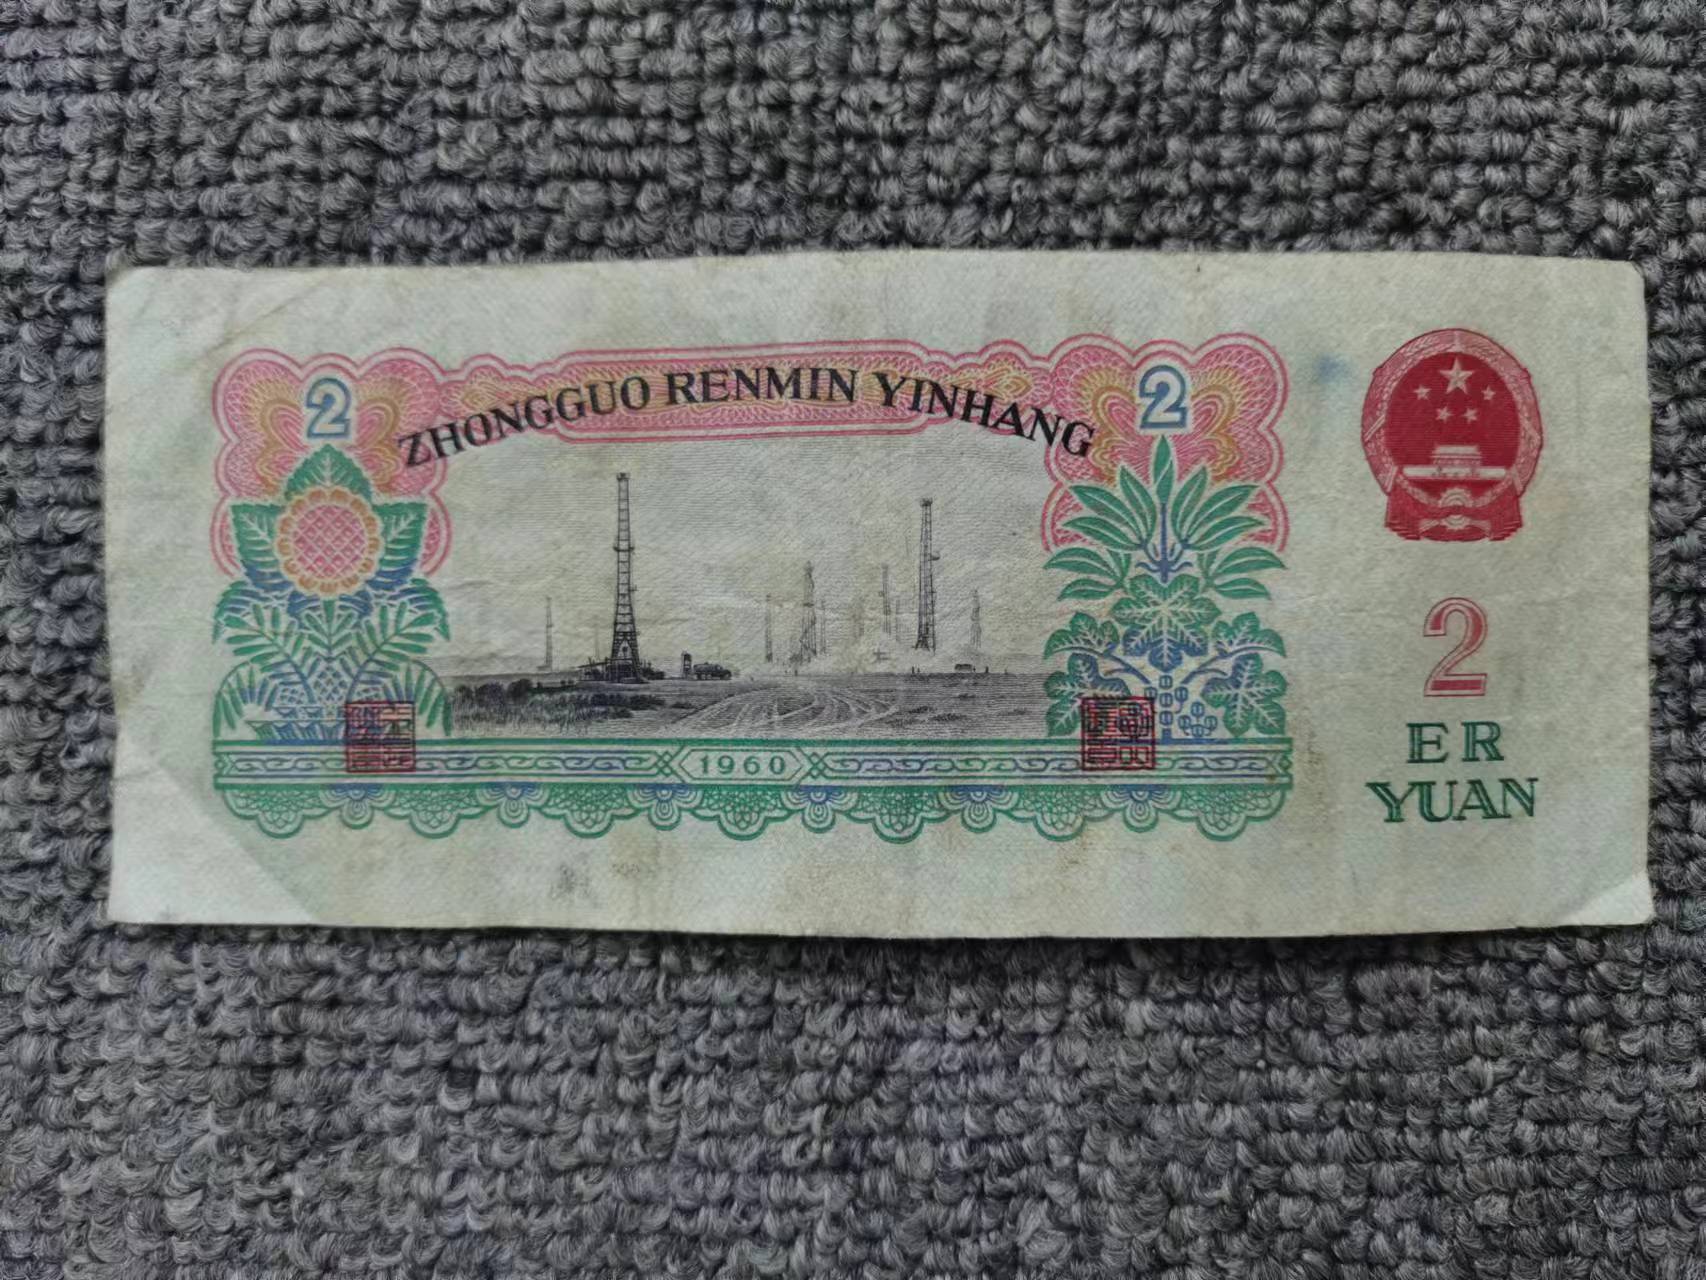 2
ZHONGGUO RENMIN YINHANG
2
2
ER
YUAN
1960